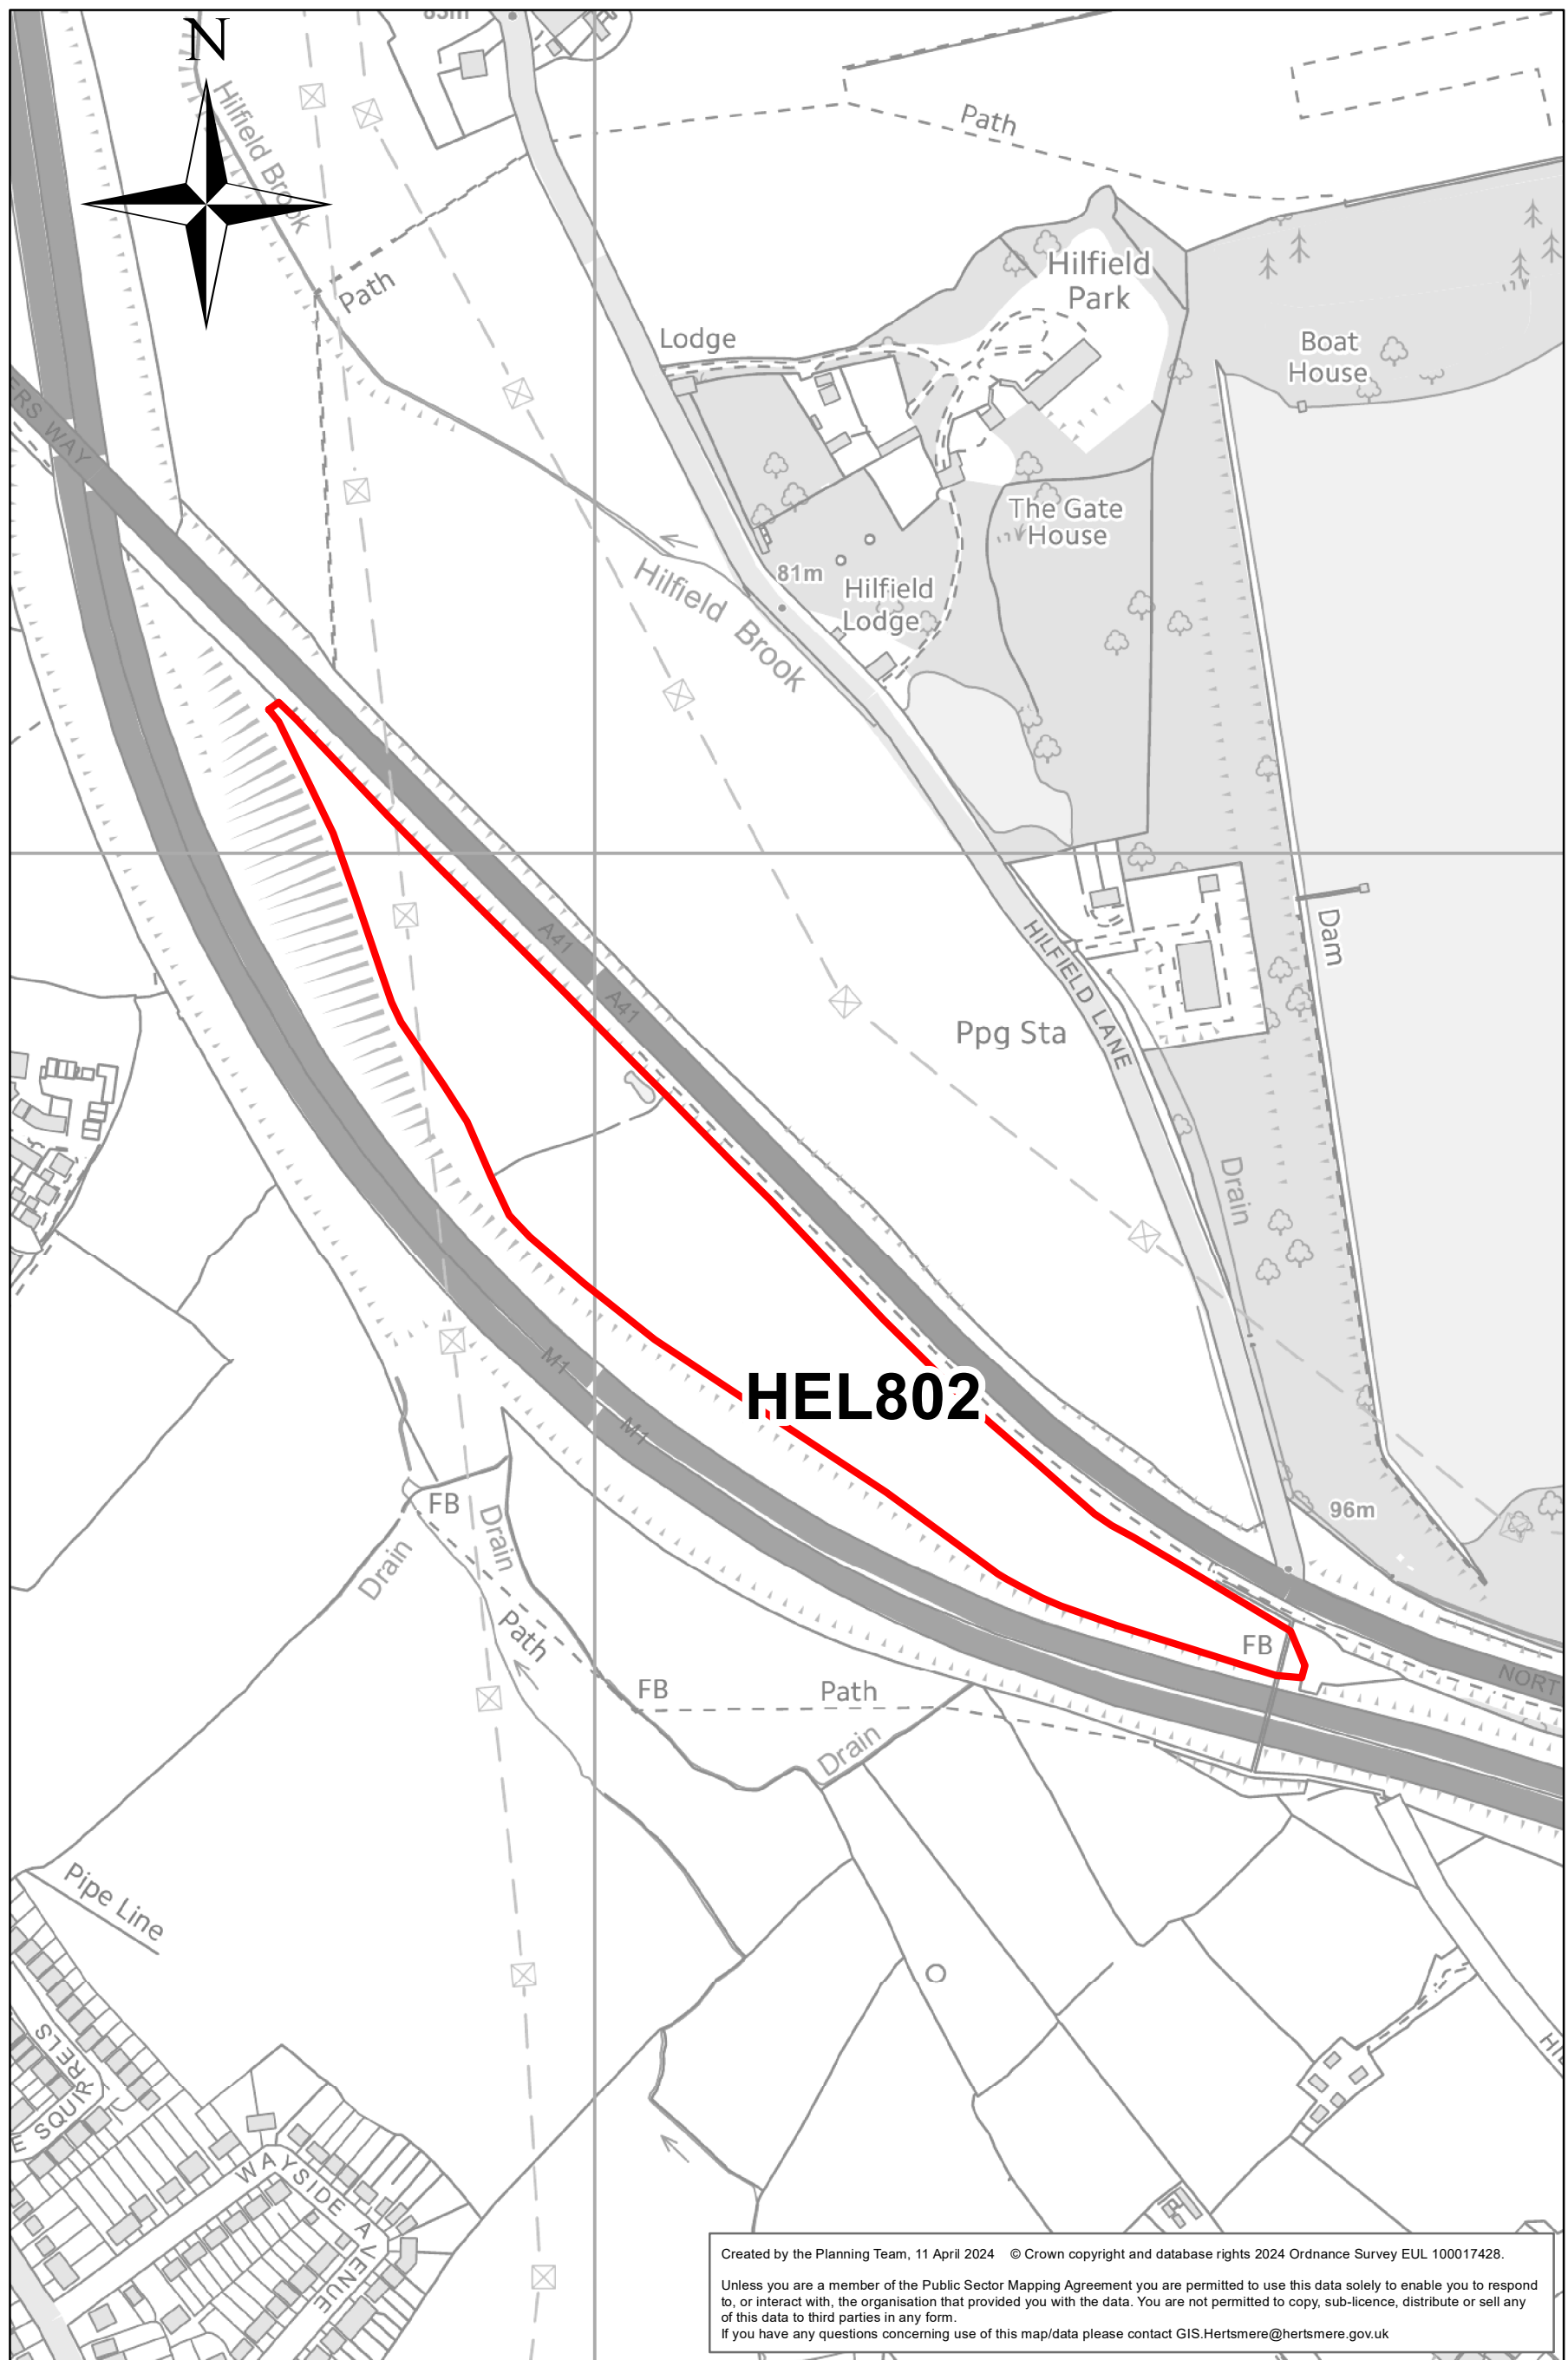 83m
N
Hilfield Brook
Path
Path
Hilfield
Park
Lodge
Boat
House
ERS WAY
The Gate
House
81m
Hilfield
Lodge
Hilfield Brook
A41
A41
HILFIELD LANE
Dam
Ppg Sta
Drain
M1
M1
HEL802
96m
FB
Drain
Drain
Path
FB
NORT
FB
Path
Drain
Pipe Line
E SQUIRRELS
WAYSIDE AVENUE
Created by the Planning Team, 11 April 2024 © Crown copyright and database rights 2024 Ordnance Survey EUL 100017428.
Unless you are a member of the Public Sector Mapping Agreement you are permitted to use this data solely to enable you to respond
to, or interact with, the organisation that provided you with the data. You are not permitted to copy, sub-licence, distribute or sell any
of this data to third parties in any form.
If you have any questions concerning use of this map/data please contact GIS.Hertsmere@hertsmere.gov.uk